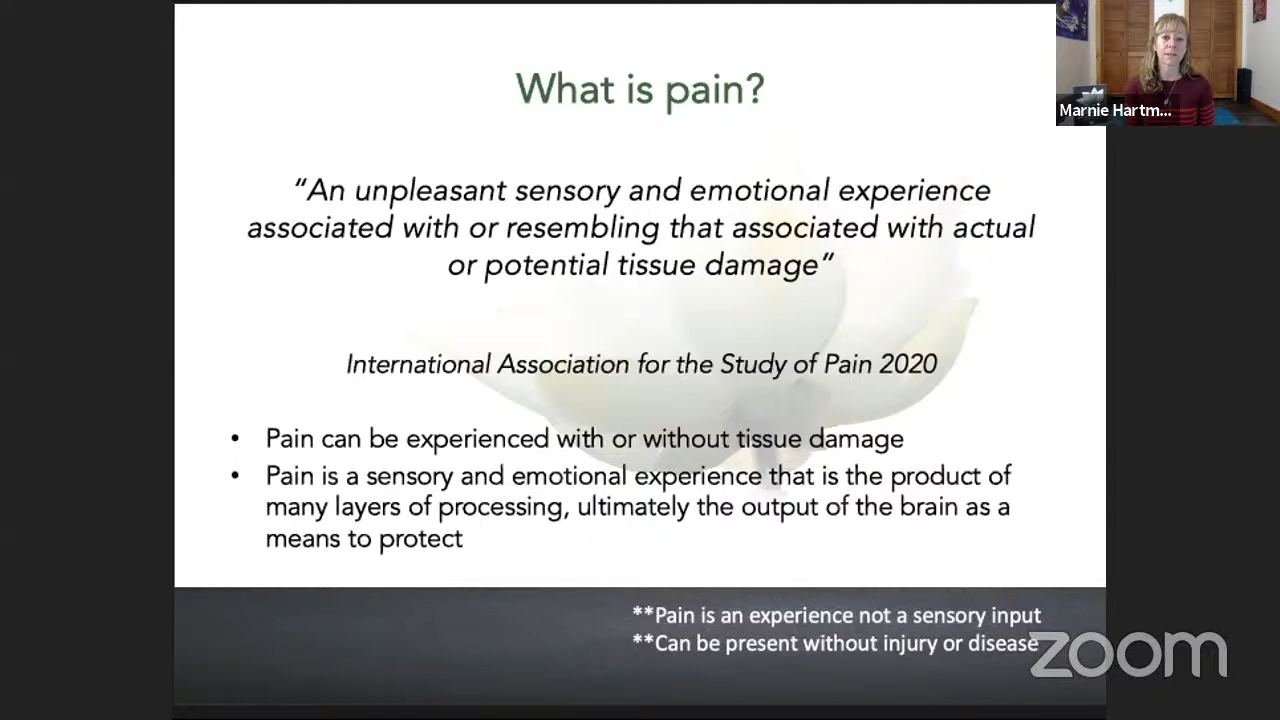 What is pain?
“An unpleasant sensory and emotional experience
associated with or resembling that associated with actual
or potential tissue damage”
International Association for the Study of Pain 2020
• Pain can be experienced with or without tissue damage
• Pain is a sensory and emotional experience that is the product of
many layers of processing, ultimately the output of the brain as a
means to protect
**Pain is an experience not a sensory input
**Can be present without injury or disease
zoom
Marnie Hartm...